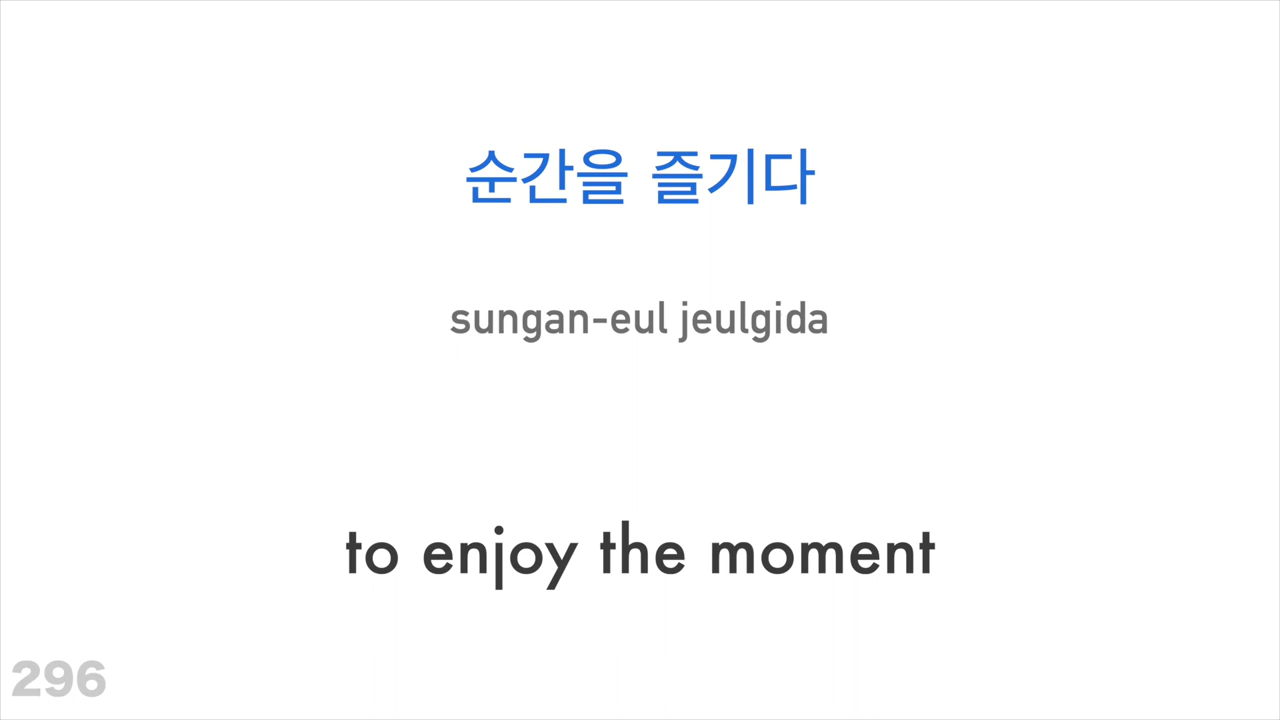 순간을 즐기다
sungan-eul jeulgida
to enjoy the moment
296